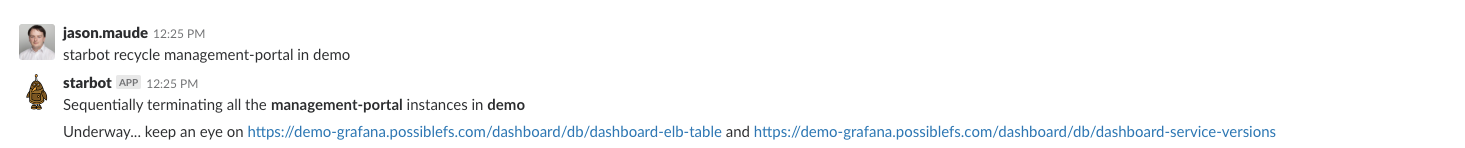 jason.maude 12:25 PM
starbot recycle management-portal in demo
starbot APP 12:25 PM
Sequentially terminating all the management-portal instances in demo
Underway... keep an eye on https://demo-grafana.possiblefs.com/dashboard/db/dashboard-elb-table and https://demo-grafana.possiblefs.com/dashboard/db/dashboard-service-versions